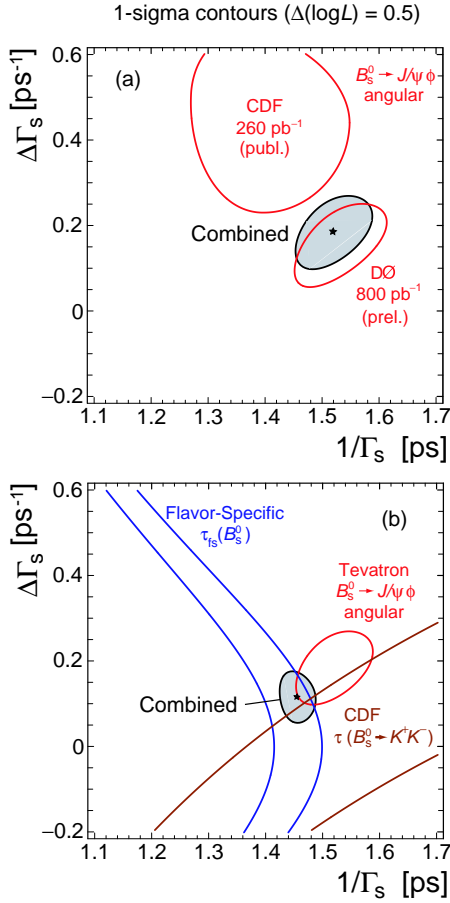 1-sigma contours (Δ(logL) = 0.5)
ΔΓs [ps-1]
0.6
0.4
0.2
0
−0.2
(a)
CDF
260 pb−1
(publ.)
B0s → J/ψ φ
angular
Combined
DØ
800 pb−1
(prel.)
1.1 1.2 1.3 1.4 1.5 1.6 1.7
1/Γs [ps]
ΔΓs [ps-1]
0.6
0.4
0.2
0
−0.2
(b)
Flavor-Specific
τfs(B0s)
Tevatron
B0s → J/ψ φ
angular
Combined
CDF
τ (B0s → K+K−)
1.1 1.2 1.3 1.4 1.5 1.6 1.7
1/Γs [ps]